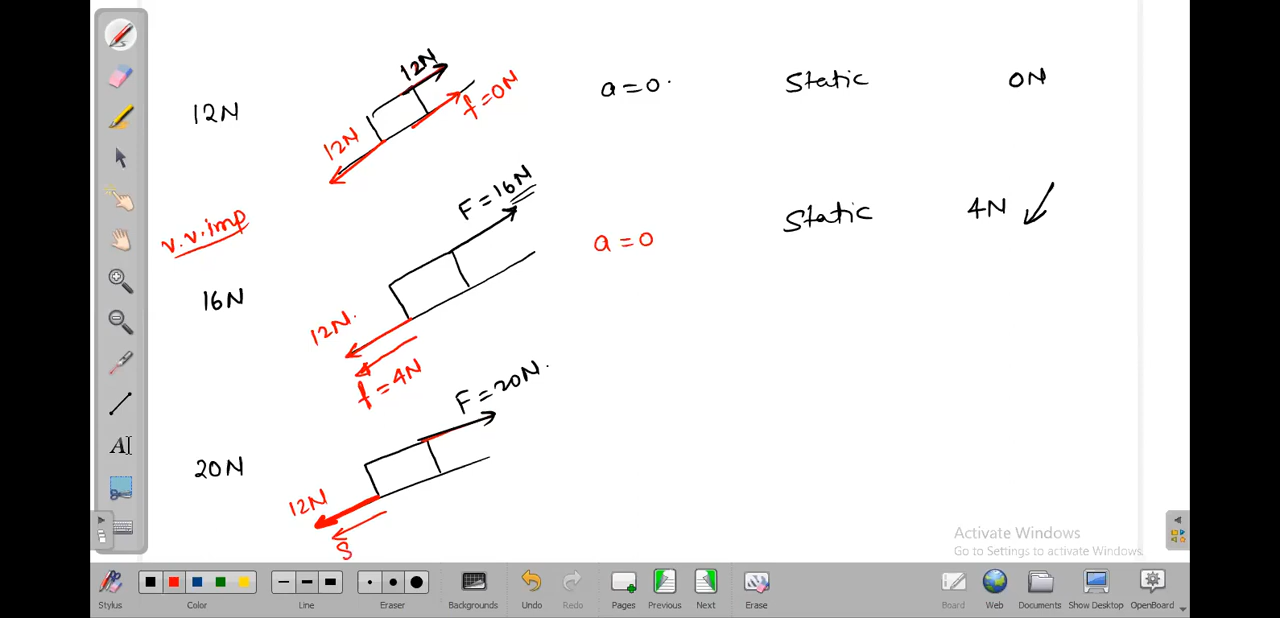 12N
12N
12N
f=0N
a=0
Static
0N
v.v.imp
16N
F=16N
12N.
f=4N
a=0
Static
4N
20N
F=20N.
12N
Activate Windows
Go to Settings to activate Windows.
Stylus
Color
Line
Eraser
Backgrounds
Undo
Redo
Pages
Previous
Next
Erase
Board
Web
Documents
Show Desktop
OpenBoard